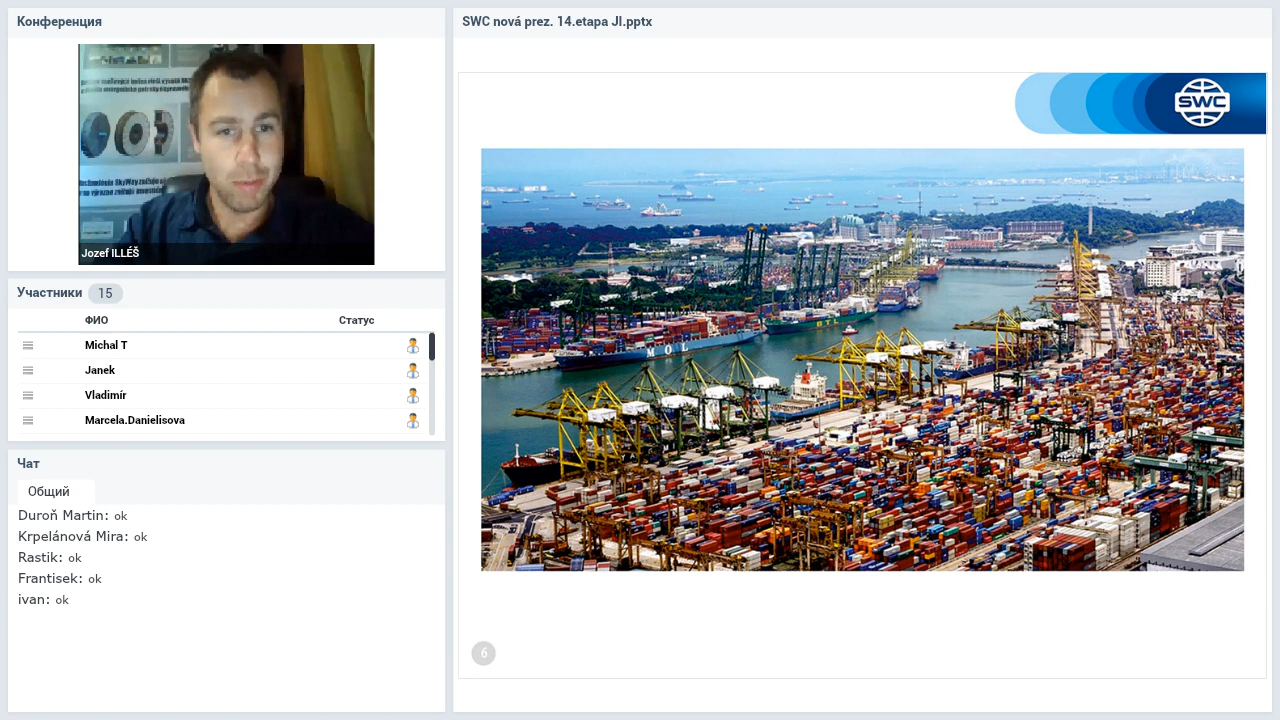 Конференция
Jozef ILLÉŠ
Участники 15
ФИО Статус
Michal T
Janek
Vladimír
Marcela.Danielisova
Чат
Общий
Duroň Martin: ok
Krpelánová Mira: ok
Rastik: ok
Frantisek: ok
ivan: ok
SWC nová prez. 14.etapa JI.pptx
SWC
BTL
MOL
6